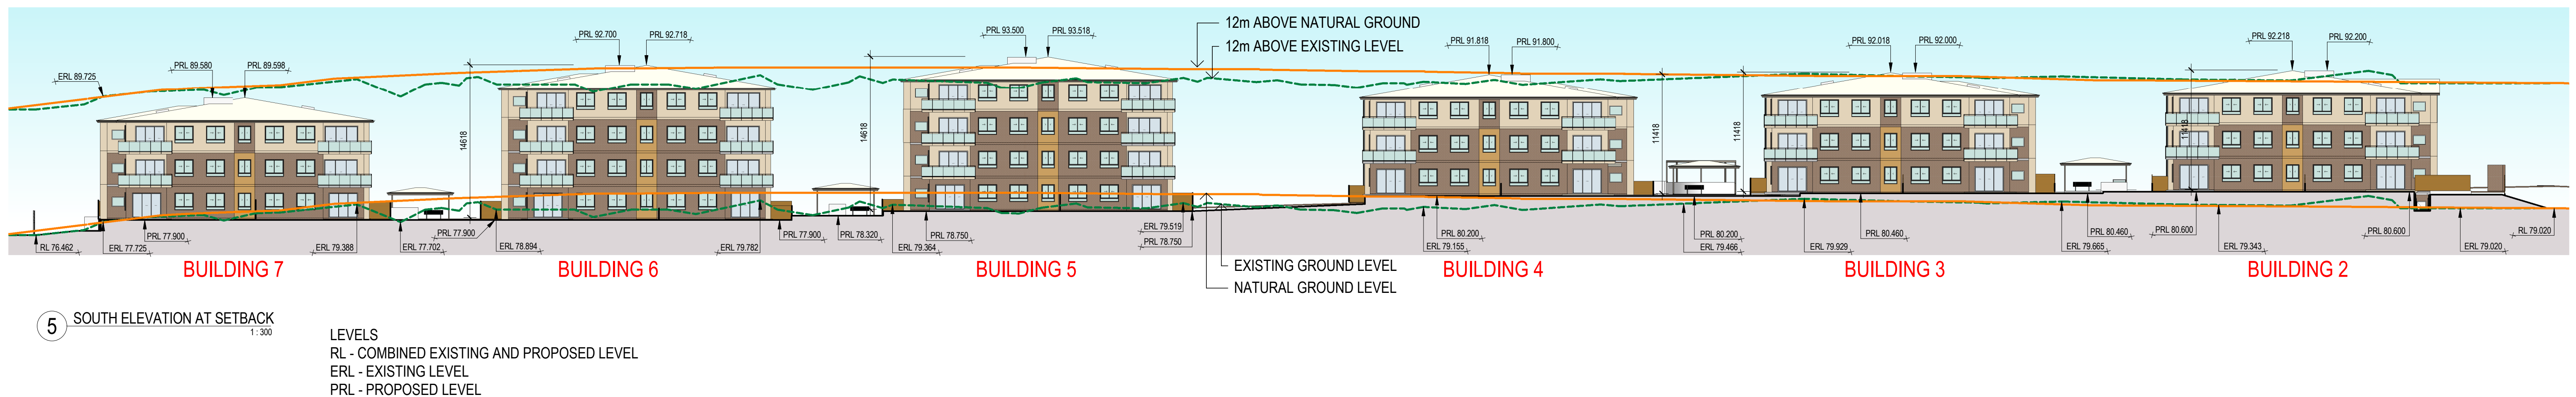 12m ABOVE NATURAL GROUND
12m ABOVE EXISTING LEVEL
ERL 89.725
PRL 89.580
PRL 89.598
PRL 92.700
PRL 92.718
PRL 93.500
PRL 93.518
PRL 91.818
PRL 91.800
PRL 92.018
PRL 92.000
PRL 92.218
PRL 92.200
14618
14618
11418
11418
11418
RL 76.462
ERL 77.725
PRL 77.900
ERL 79.388
ERL 77.702
PRL 77.900
ERL 78.894
ERL 79.782
PRL 77.900
PRL 78.320
ERL 79.364
PRL 78.750
ERL 79.519
PRL 78.750
ERL 79.155
PRL 80.200
ERL 79.466
PRL 80.200
ERL 79.929
PRL 80.460
ERL 79.665
PRL 80.460
PRL 80.600
ERL 79.343
PRL 80.600
ERL 79.020
RL 79.020
EXISTING GROUND LEVEL
NATURAL GROUND LEVEL
BUILDING 7
BUILDING 6
BUILDING 5
BUILDING 4
BUILDING 3
BUILDING 2
5
SOUTH ELEVATION AT SETBACK
1 : 300
LEVELS
RL - COMBINED EXISTING AND PROPOSED LEVEL
ERL - EXISTING LEVEL
PRL - PROPOSED LEVEL